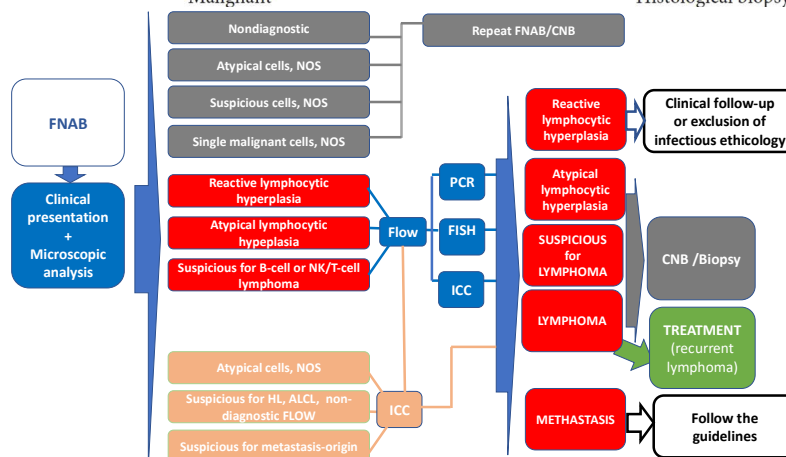 Malignant
Histological biopsy
Nondiagnostic
Repeat FNAB/CNB
Atypical cells, NOS
Suspicious cells, NOS
Single malignant cells, NOS
FNAB
Clinical
presentation
+
Microscopic
analysis
Reactive lymphocytic
hyperplasia
Atypical lymphocytic
hypeplasia
Suspicious for B-cell or NK/T-cell
lymphoma
Flow
PCR
FISH
ICC
Atypical cells, NOS
Suspicious for HL, ALCL, non-
diagnostic FLOW
Suspicious for metastasis-origin
ICC
Reactive
lymphocytic
hyperplasia
Clinical follow-up
or exclusion of
infectious ethicology
Atypical
lymphocytic
hyperplasia
SUSPICIOUS
for
LYMPHOMA
LYMPHOMA
CNB /Biopsy
TREATMENT
(recurrent
lymphoma)
METHASTASIS
Follow the
guidelines